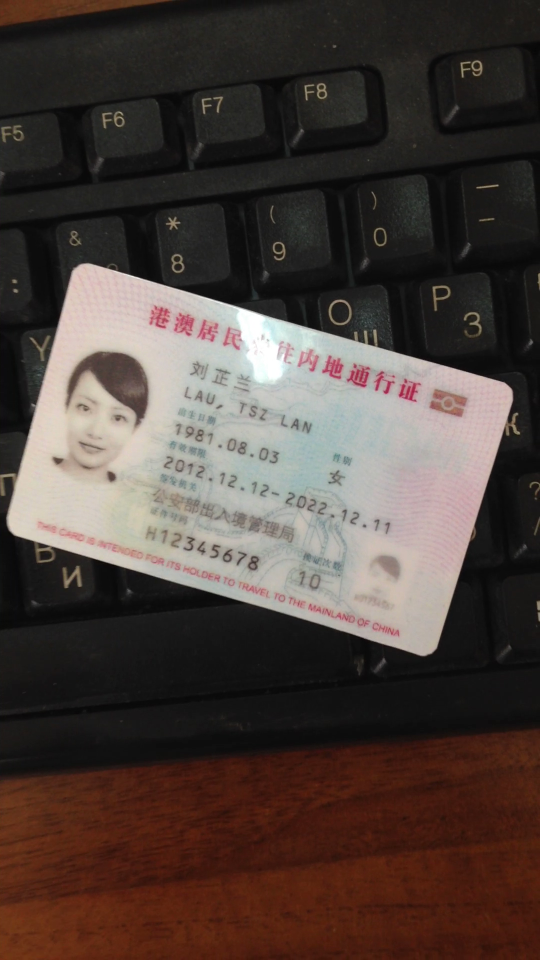 F5 F6 F7 F8 F9
& * 8 ( 9 ) 0
:
Y O Щ P З
港澳居民来往内地通行证
刘芷兰
LAU, TSZ LAN
出生日期 性别
1981.08.03 女
有效期限
2012.12.12-2022.12.11
签发机关
公安部出入境管理局
证件号码 换证次数
H12345678 10
THIS CARD IS INTENDED FOR ITS HOLDER TO TRAVEL TO THE MAINLAND OF CHINA
В И